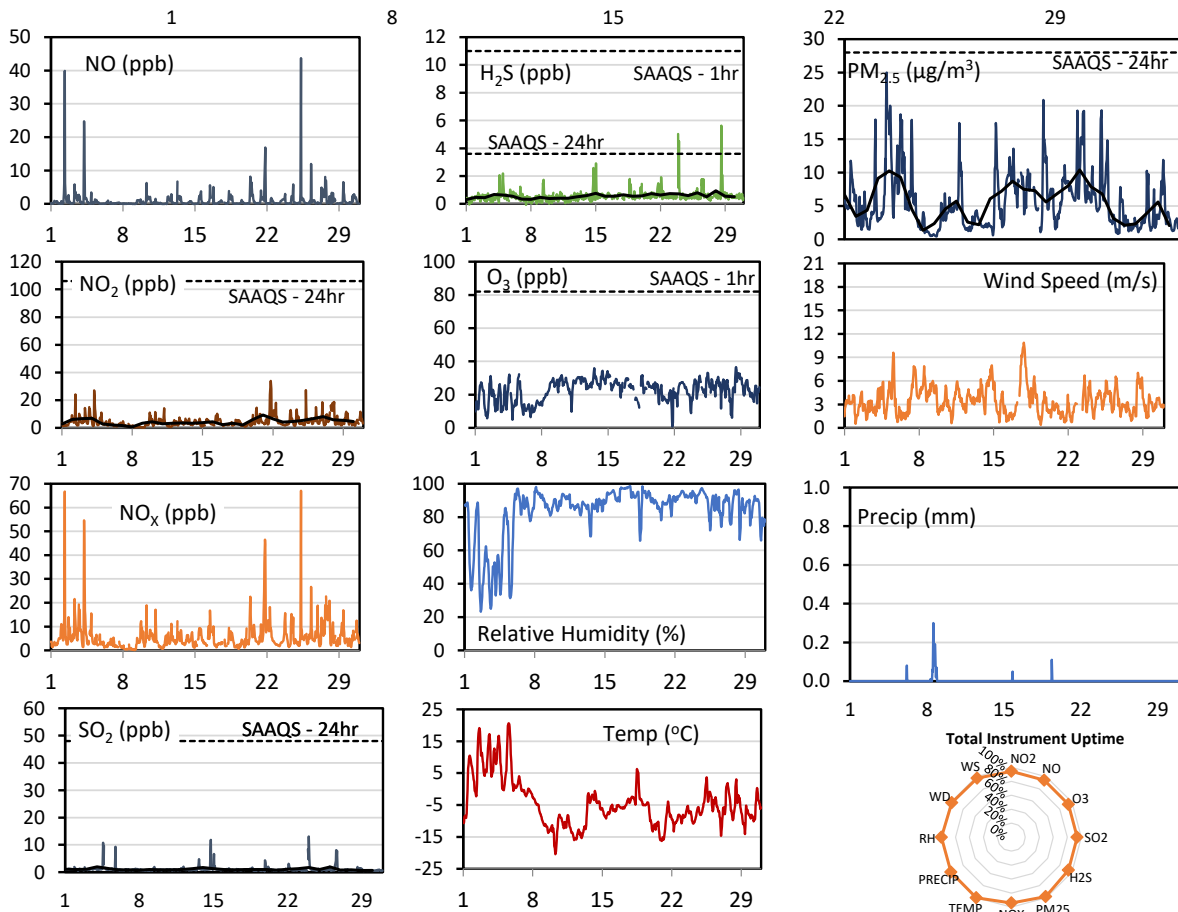 1 8 15 22 29
50
40
30
20
10
0
NO (ppb)
1 8 15 22 29
12
10
8
6
4
2
0
H₂S (ppb)
SAAQS - 1hr
SAAQS - 24hr
1 8 15 22 29
30
25
20
15
10
5
0
PM₂.₅ (µg/m³)
SAAQS - 24hr
120
100
80
60
40
20
0
NO₂ (ppb)
SAAQS - 24hr
1 8 15 22 29
100
80
60
40
20
0
O₃ (ppb)
SAAQS - 1hr
1 8 15 22 29
21
18
15
12
9
6
3
0
Wind Speed (m/s)
1 8 15 22 29
70
60
50
40
30
20
10
0
NOX (ppb)
1 8 15 22 29
100
80
60
40
20
0
Relative Humidity (%)
1 8 15 22 29
1.0
0.8
0.6
0.4
0.2
0.0
Precip (mm)
1 8 15 22 29
60
50
40
30
20
10
0
SO₂ (ppb)
SAAQS - 24hr
1 8 15 22 29
25
15
5
-5
-15
-25
Temp (°C)
1 8 15 22 29
Total Instrument Uptime
100%
80%
60%
40%
20%
0%
NO2
NO
O3
SO2
H2S
PM25
NOX
TEMP
PRECIP
RH
WD
WS